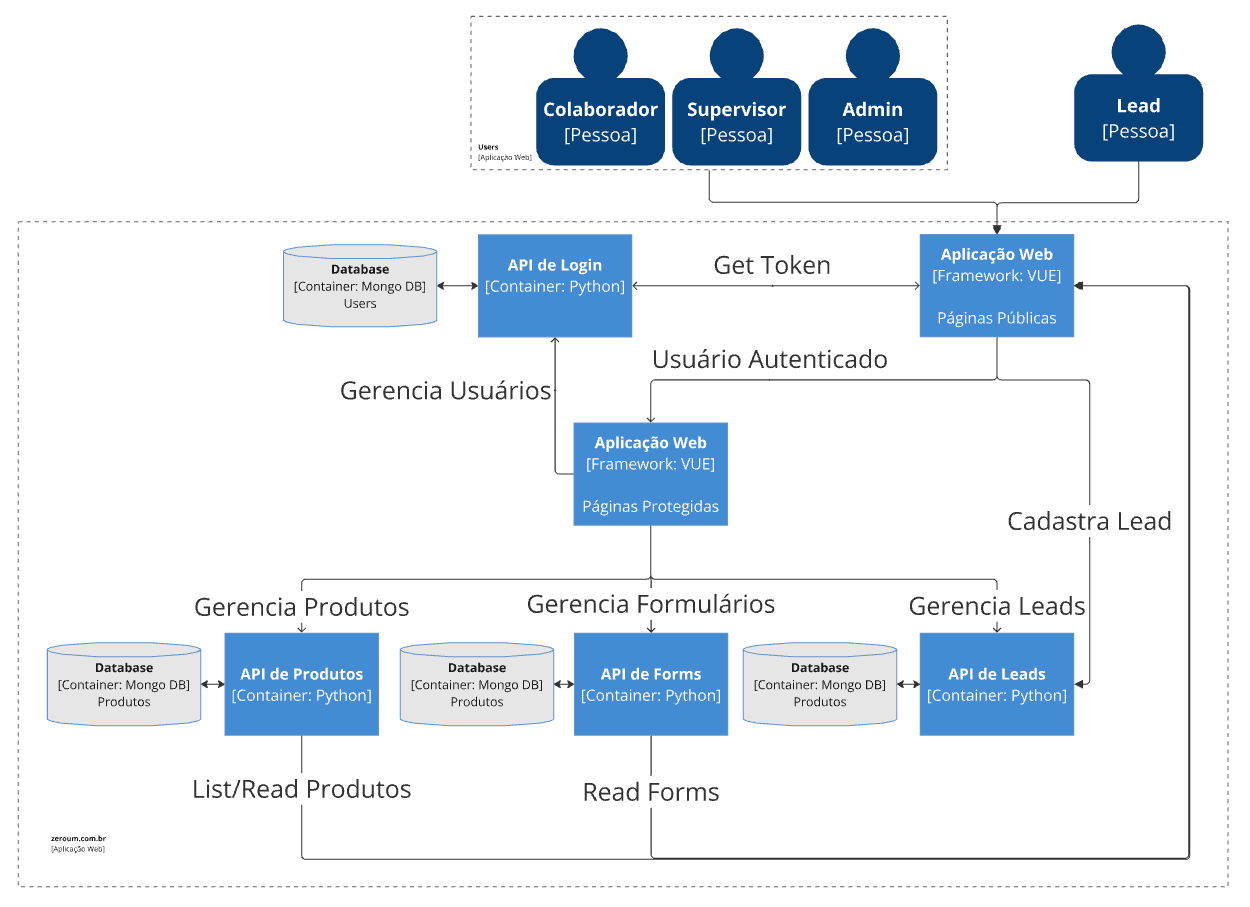 Colaborador
[Pessoa]
Supervisor
[Pessoa]
Admin
[Pessoa]
Lead
[Pessoa]
Users
[Aplicação Web]
Database
[Container: Mongo DB]
Users
API de Login
[Container: Python]
Get Token
Aplicação Web
[Framework: VUE]
Páginas Públicas
Usuário Autenticado
Gerencia Usuários
Aplicação Web
[Framework: VUE]
Páginas Protegidas
Cadastra Lead
Gerencia Produtos
Gerencia Formulários
Gerencia Leads
Database
[Container: Mongo DB]
Produtos
API de Produtos
[Container: Python]
Database
[Container: Mongo DB]
Produtos
API de Forms
[Container: Python]
Database
[Container: Mongo DB]
Produtos
API de Leads
[Container: Python]
List/Read Produtos
Read Forms
zeroum.com.br
[Aplicação Web]